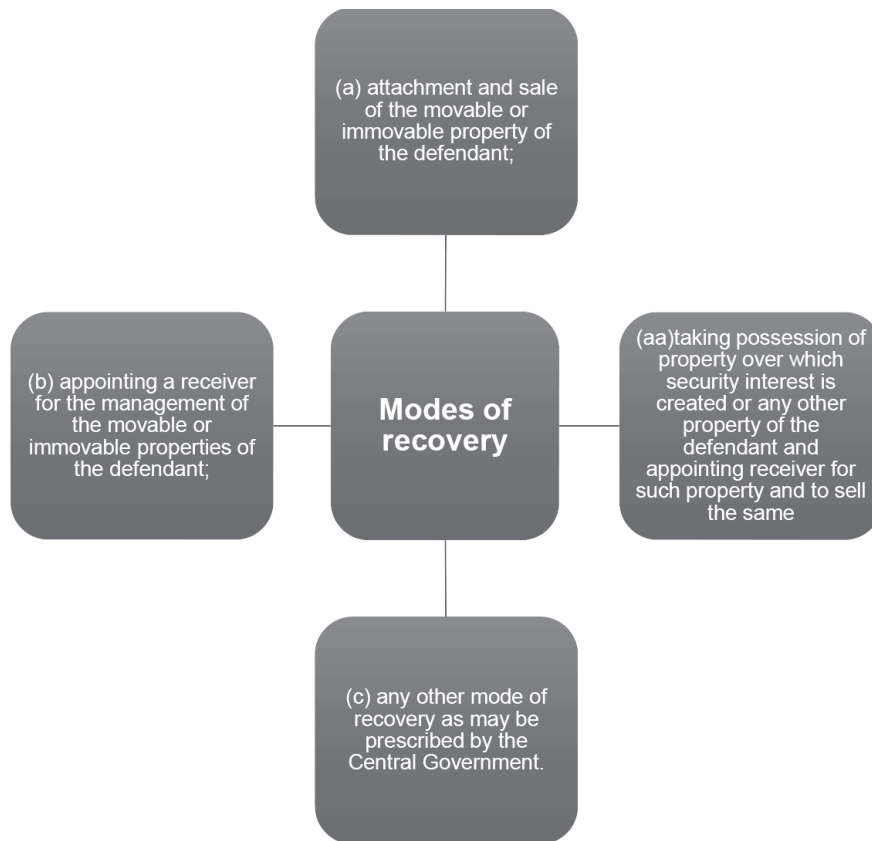 (a) attachment and sale
of the movable or
immovable property of
the defendant;
(b) appointing a receiver
for the management of
the movable or
immovable properties of
the defendant;
Modes of
recovery
(aa)taking possession of
property over which
security interest is
created or any other
property of the
defendant and
appointing receiver for
such property and to sell
the same
(c) any other mode of
recovery as may be
prescribed by the
Central Government.